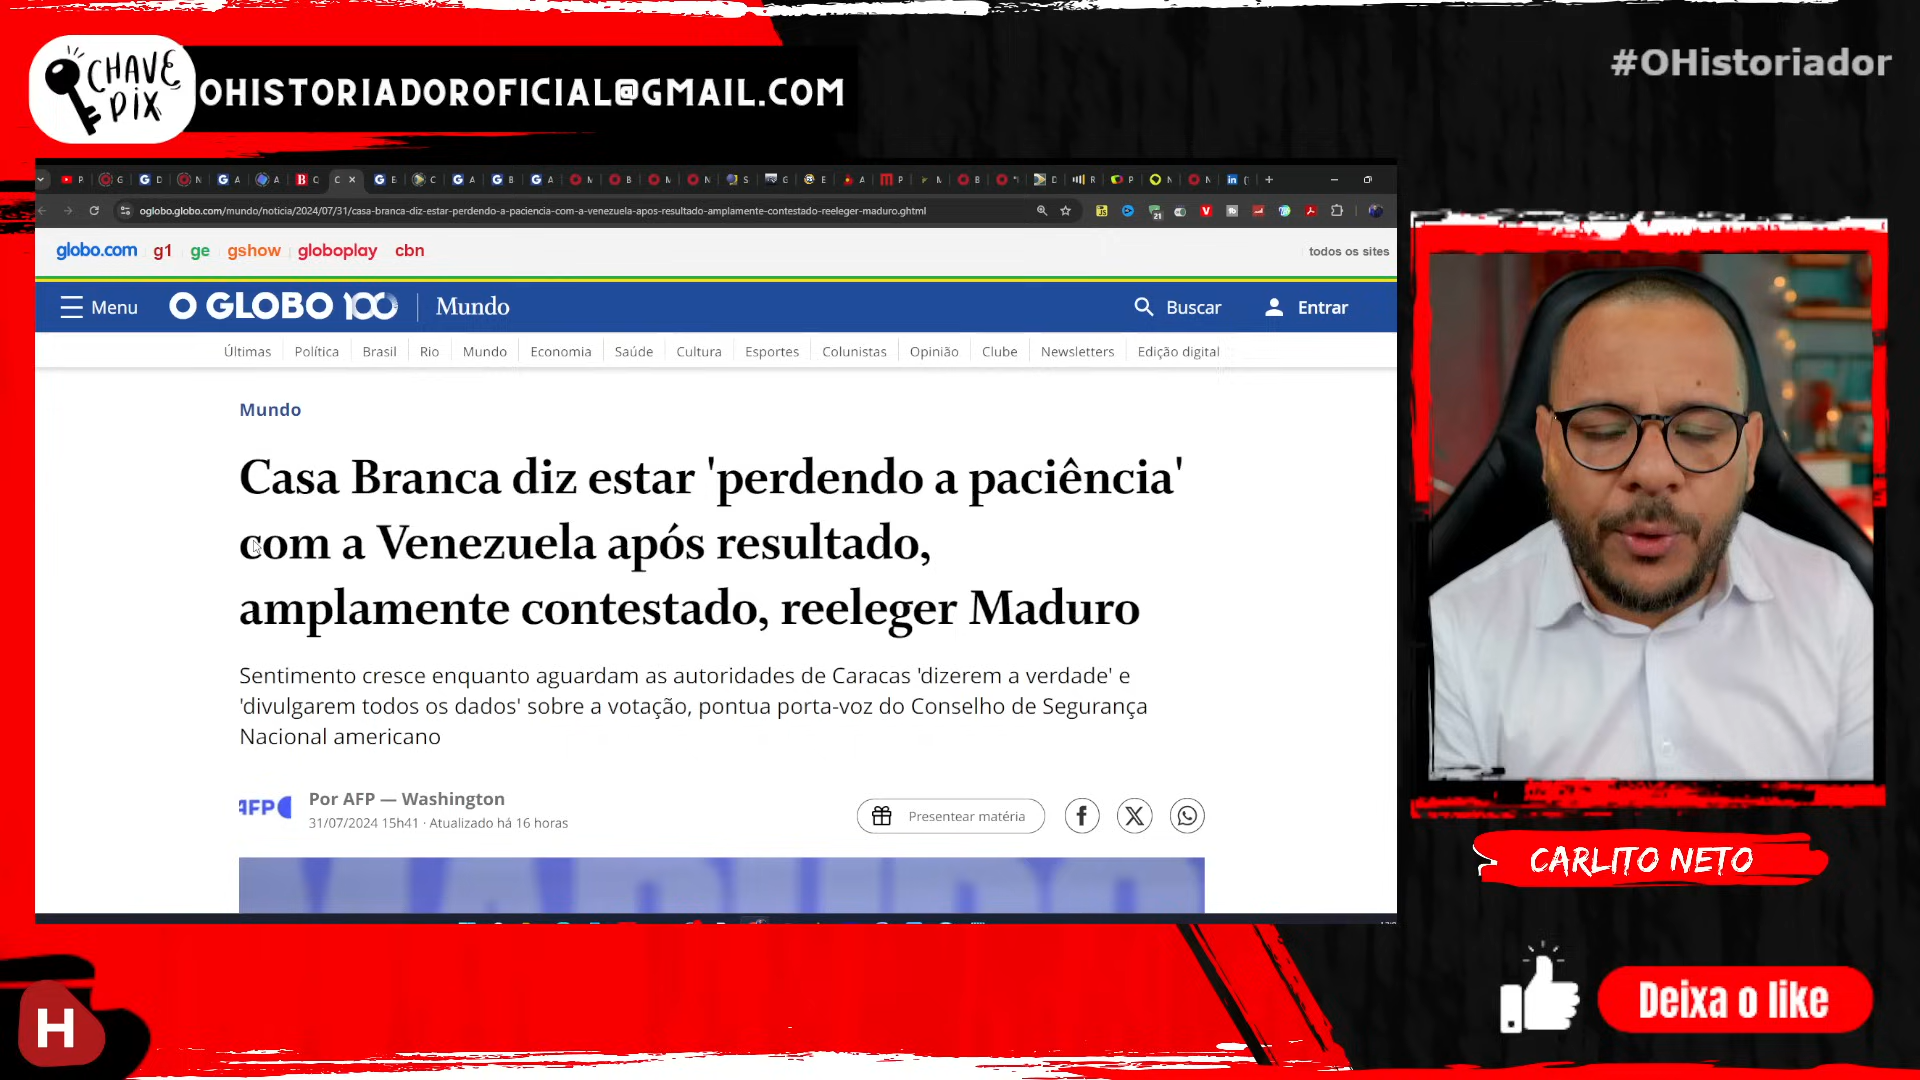 CHAVE
PIX
OHISTORIADOROFICIAL@GMAIL.COM
#OHistoriador
oglobo.globo.com/mundo/noticia/2024/07/31/casa-branca-diz-estar-perdendo-a-paciencia-com-a-venezuela-apos-resultado-amplamente-contestado-reeleger-maduro.ghtml
globo.com g1 ge gshow globoplay cbn
todos os sites
Menu O GLOBO 100 Mundo
Buscar Entrar
Últimas Política Brasil Rio Mundo Economia Saúde Cultura Esportes Colunistas Opinião Clube Newsletters Edição digital
Mundo
Casa Branca diz estar 'perdendo a paciência'
com a Venezuela após resultado,
amplamente contestado, reeleger Maduro
Sentimento cresce enquanto aguardam as autoridades de Caracas 'dizerem a verdade' e
'divulgarem todos os dados' sobre a votação, pontua porta-voz do Conselho de Segurança
Nacional americano
AFP
Por AFP — Washington
31/07/2024 15h41 · Atualizado há 16 horas
Presentear matéria
CARLITO NETO
H
Deixa o like